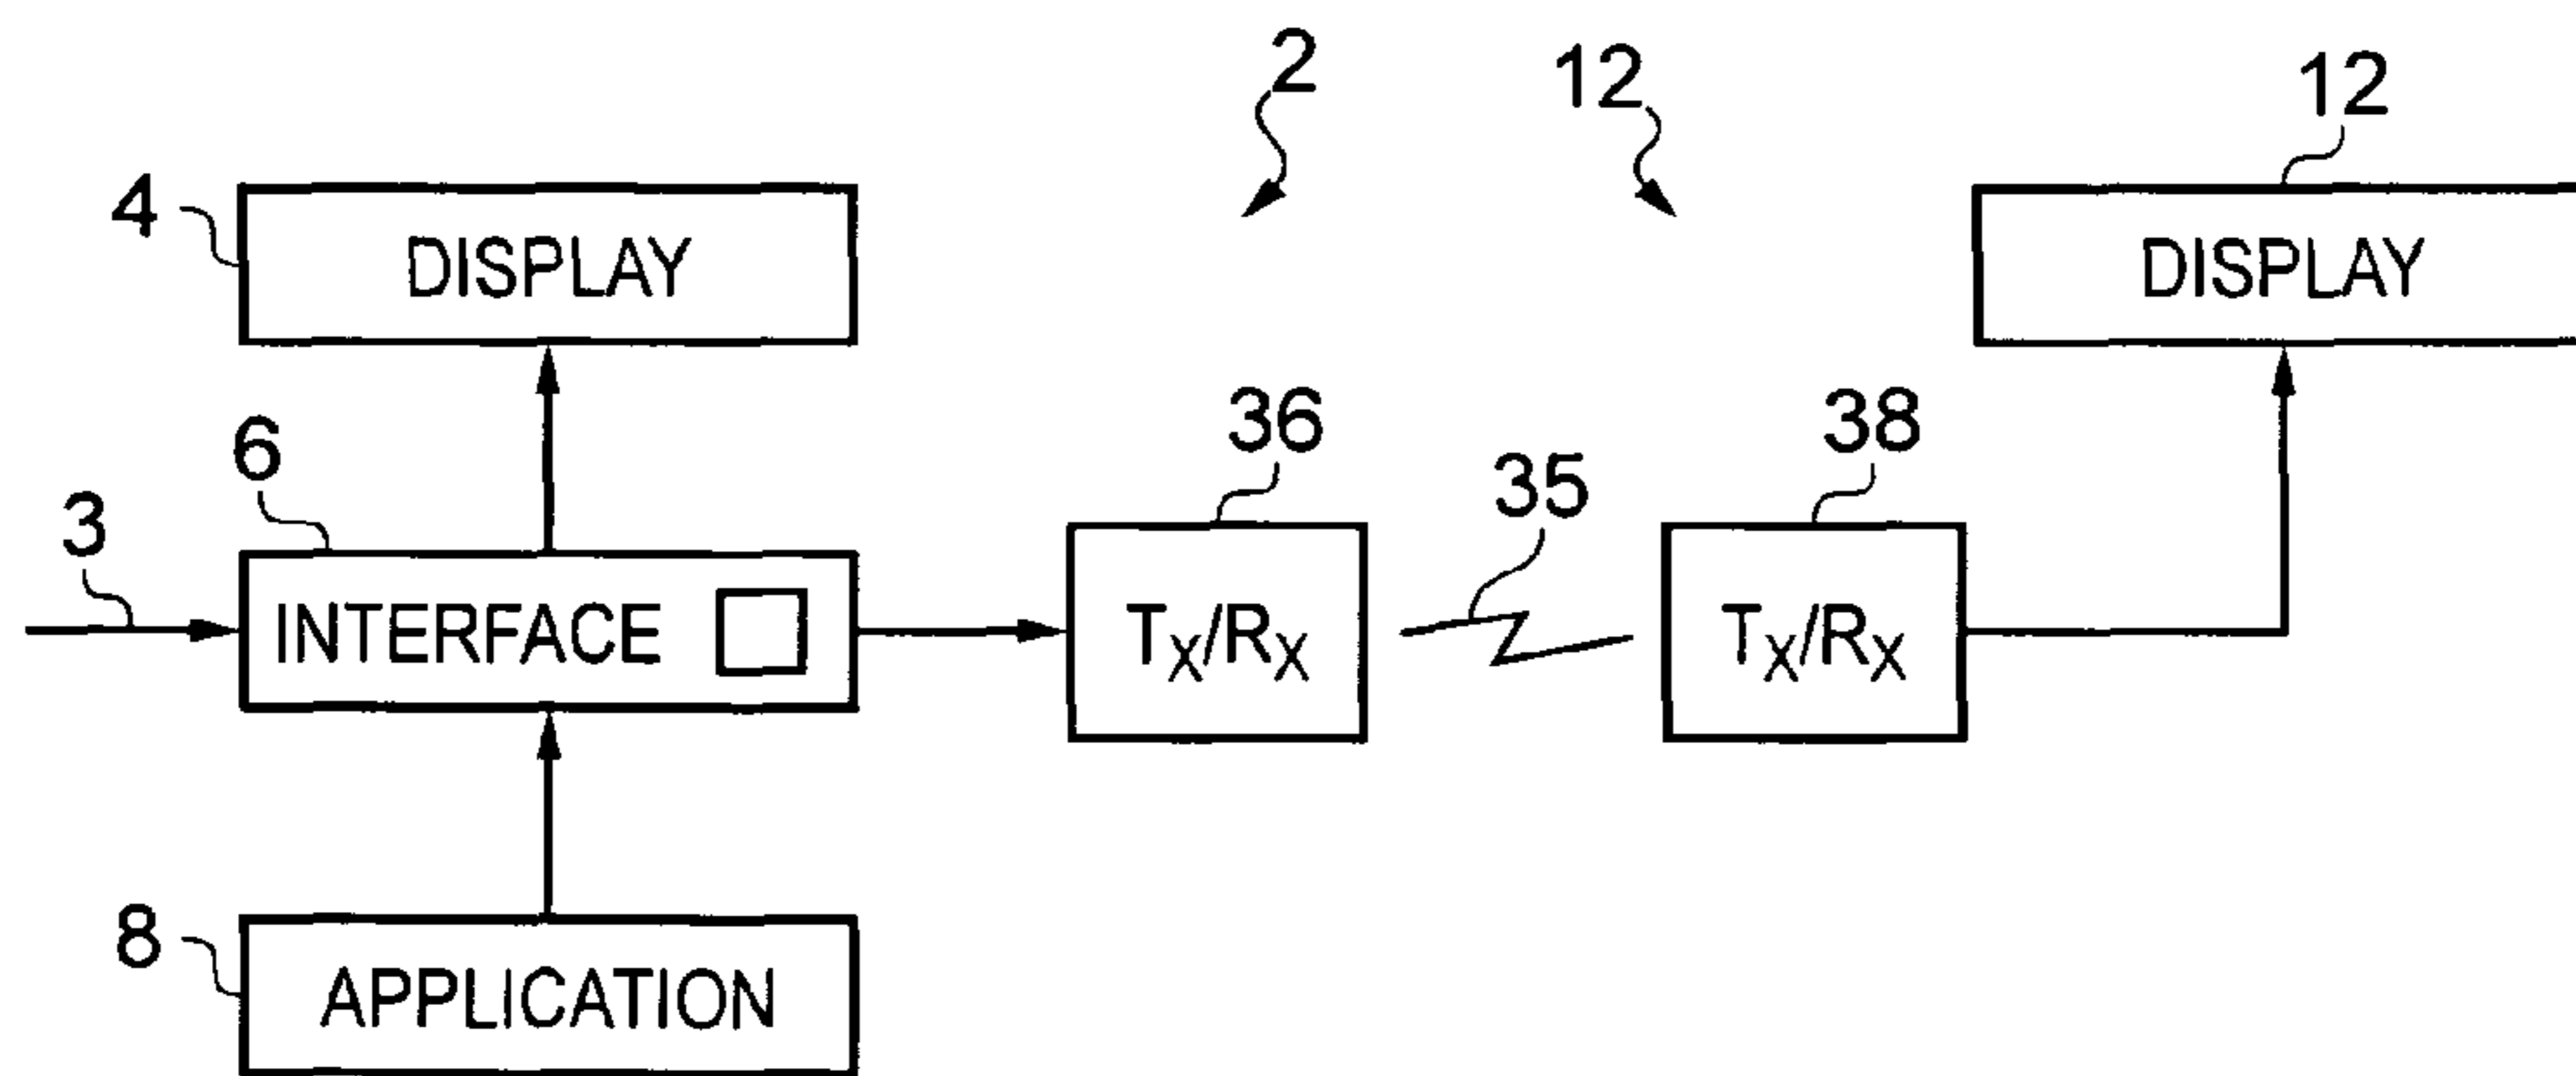 2
12
12
4
DISPLAY
DISPLAY
36
38
6
35
3
INTERFACE
TX/RX
TX/RX
8
APPLICATION